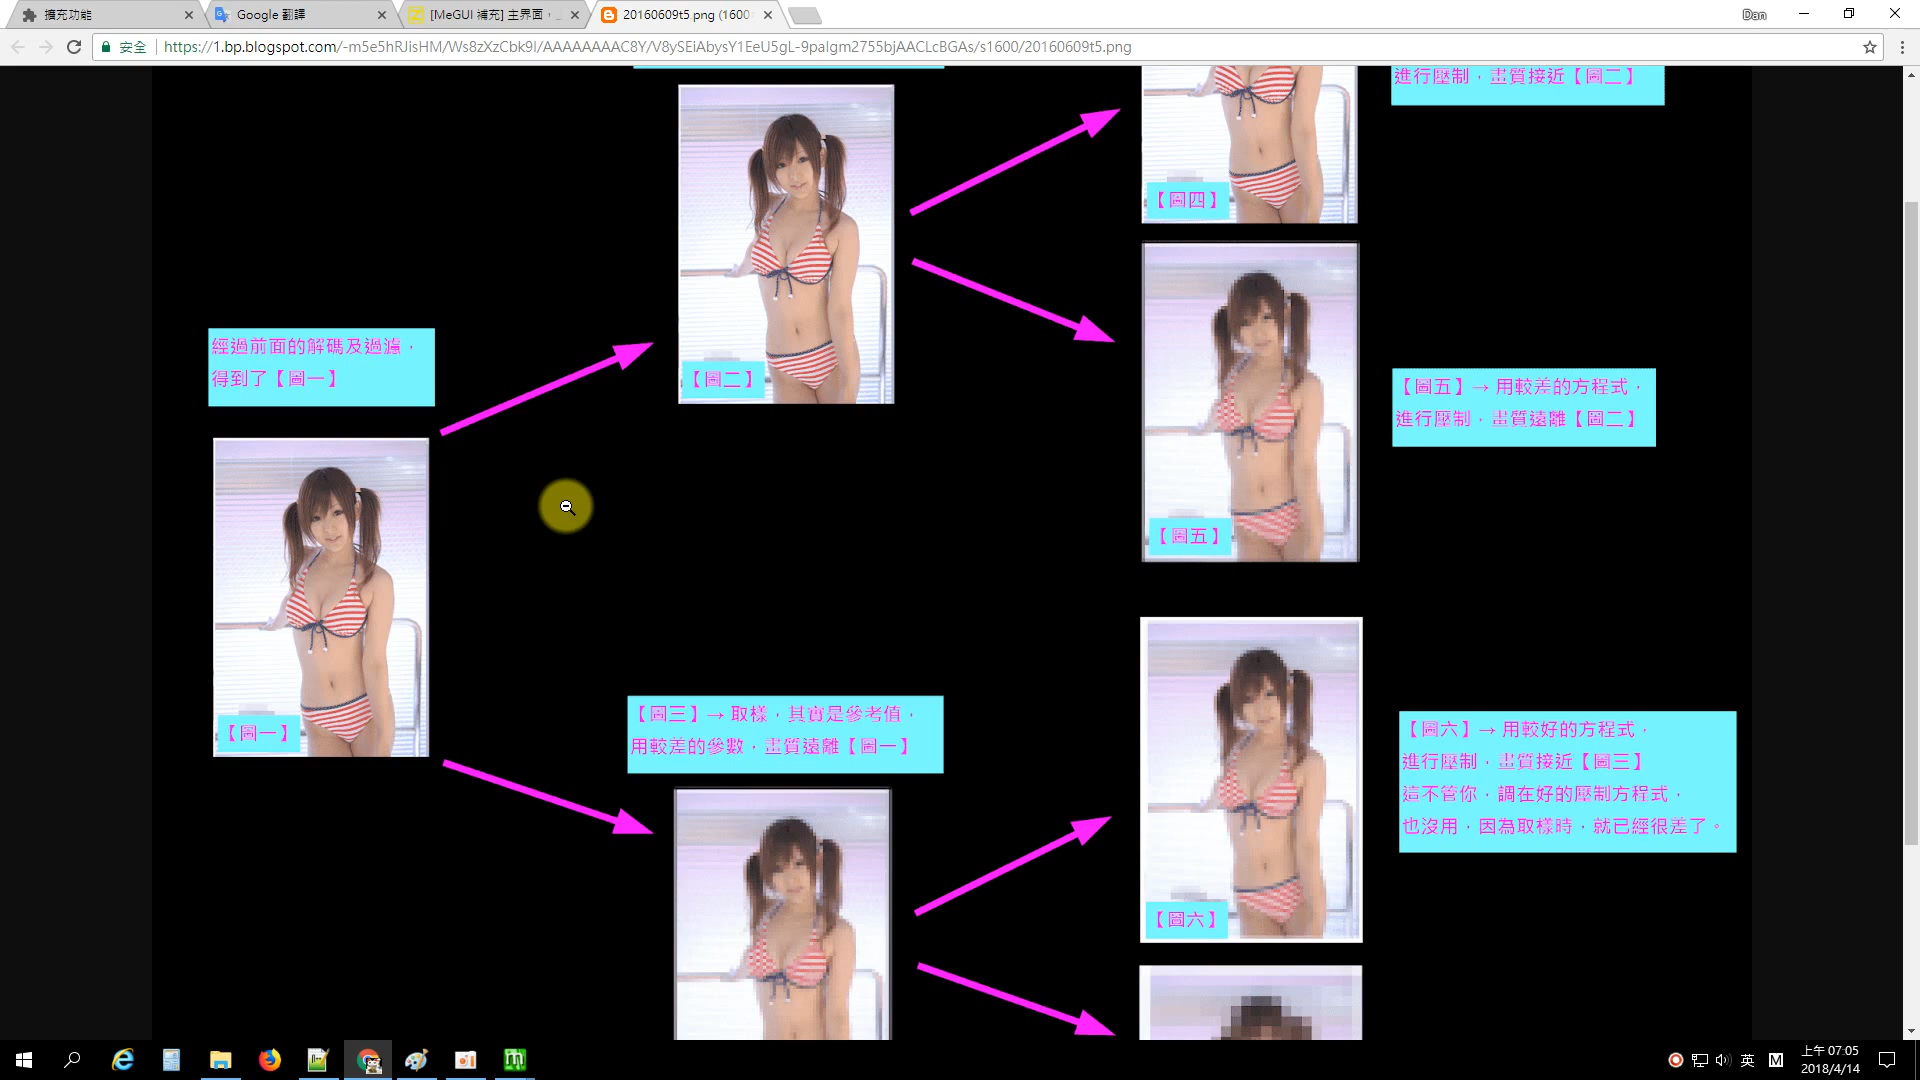 擴充功能
Google 翻譯
[MeGUI 補充] 主界面，
20160609t5.png (1600
Dan
安全
https://1.bp.blogspot.com/-m5e5hRJisHM/Ws8zXzCbk9I/AAAAAAAAC8Y/V8ySEiAbysY1EeU5gL-9paIgm2755bjAACLcBGAs/s1600/20160609t5.png
進行壓制，畫質接近【圖二】
【圖四】
經過前面的解碼及過濾，
得到了【圖一】
【圖二】
【圖五】→ 用較差的方程式，
進行壓制，畫質遠離【圖二】
【圖五】
【圖一】
【圖三】→ 取樣，其實是參考值，
用較差的參數，畫質遠離【圖一】
【圖六】→ 用較好的方程式，
進行壓制，畫質接近【圖三】
這不管你，調在好的壓制方程式，
也沒用，因為取樣時，就已經很差了。
【圖六】
英
M
上午 07:05
2018/4/14